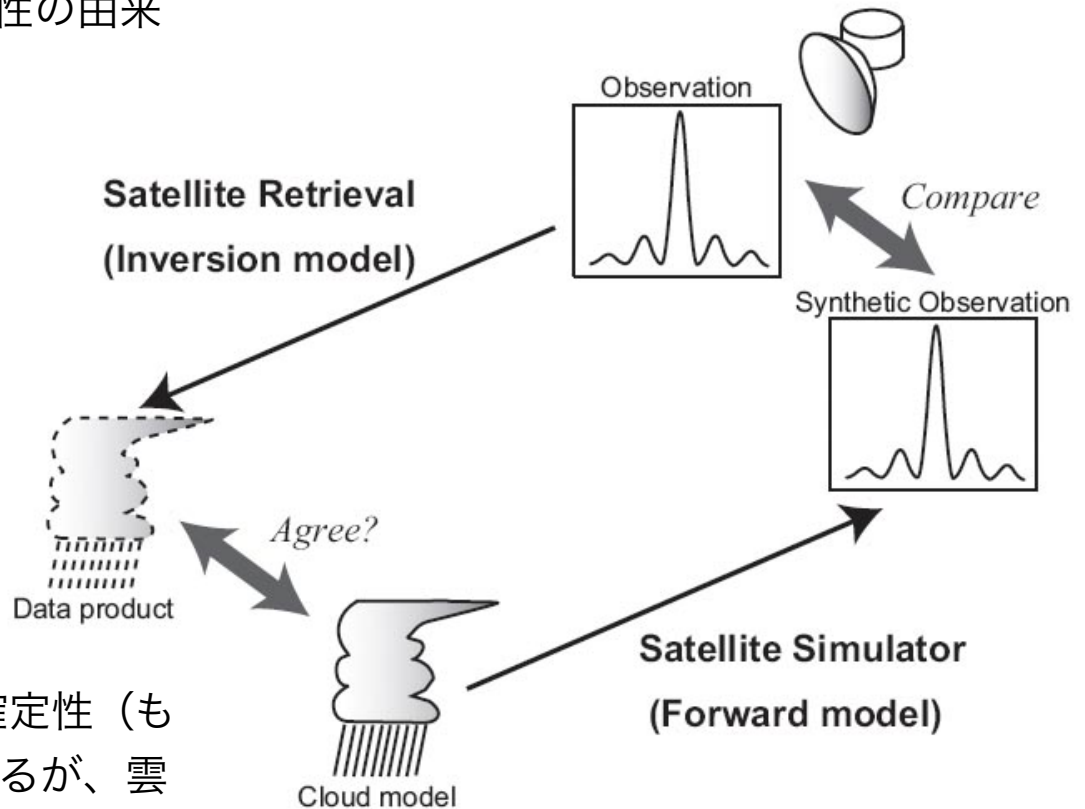 性の由来
Observation
Compare
Satellite Retrieval
(Inversion model)
Synthetic Observation
Agree?
Data product
Satellite Simulator
(Forward model)
確定性（も
るが、雲
Cloud model